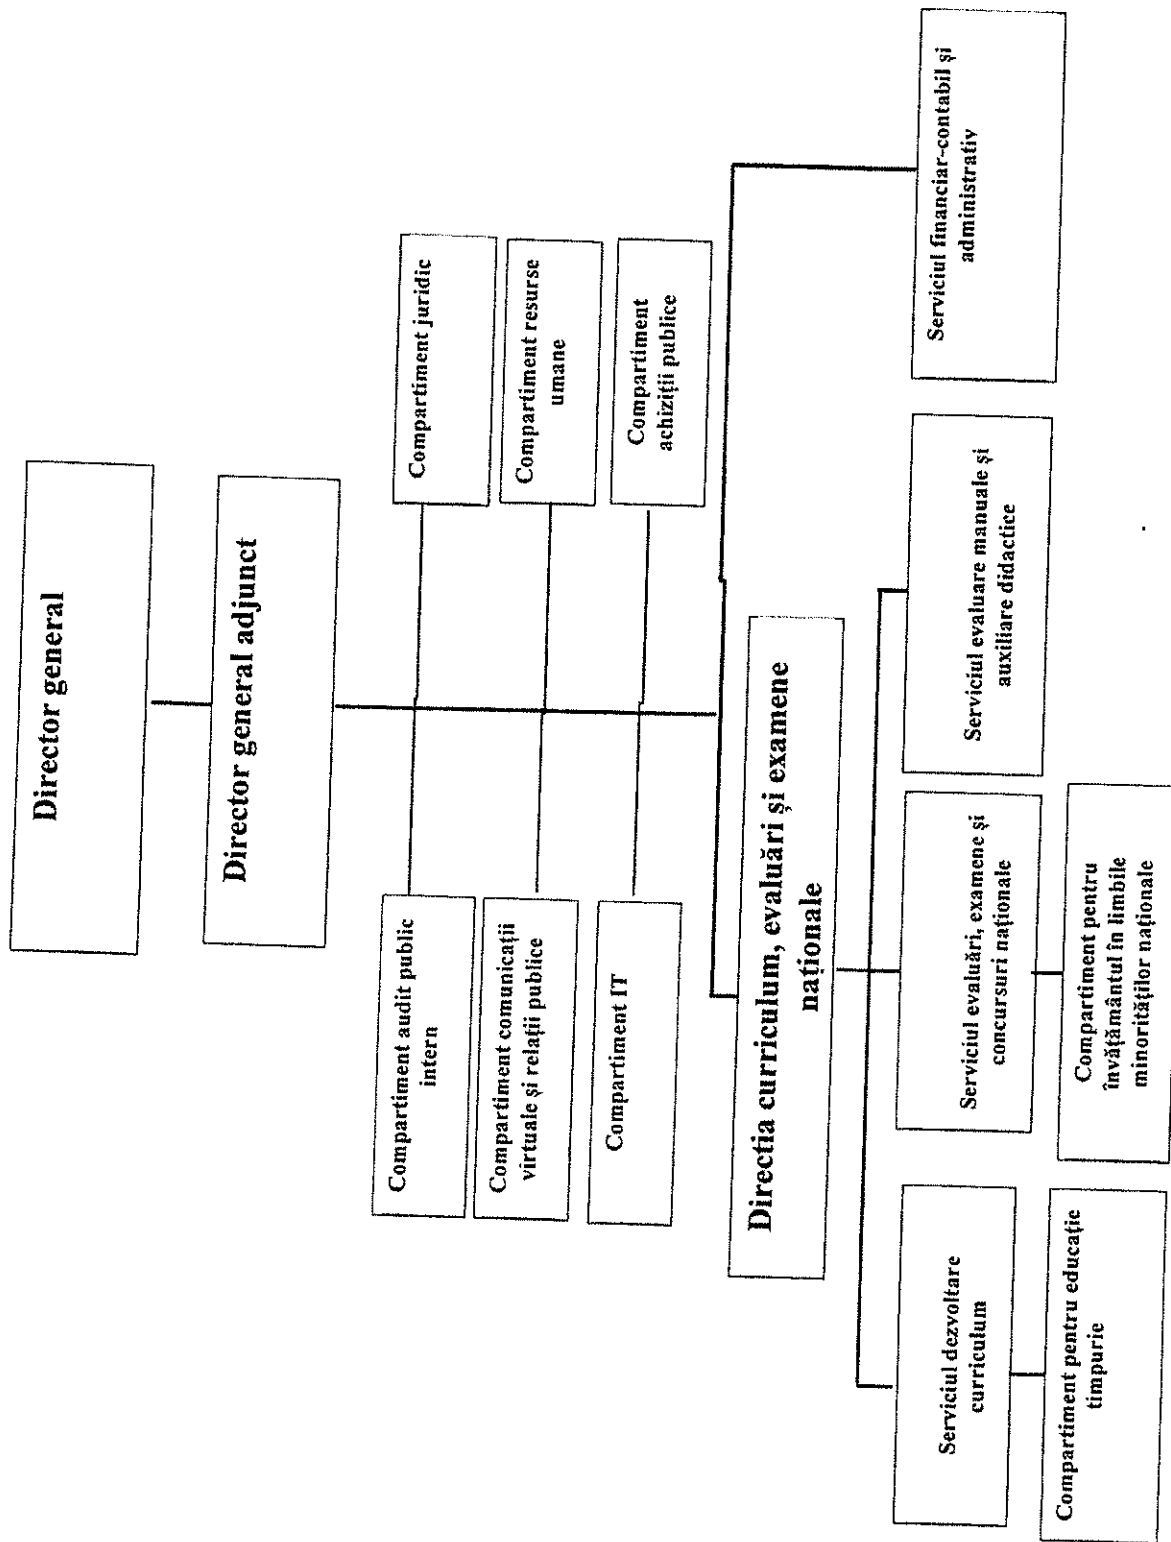 Director general
Director general adjunct
Compartiment audit public
intern
Compartiment juridic
Compartiment comunicații
virtuale și relații publice
Compartiment resurse
umane
Compartiment IT
Compartiment
achiziții publice
Directia curriculum, evaluări și examene
naționale
Serviciul dezvoltare
curriculum
Serviciul evaluări, examene și
concursuri naționale
Serviciul evaluare manuale și
auxiliare didactice
Serviciul financiar-contabil și
administrativ
Compartiment pentru educație
timpurie
Compartiment pentru
învățământul în limbile
minorităților naționale